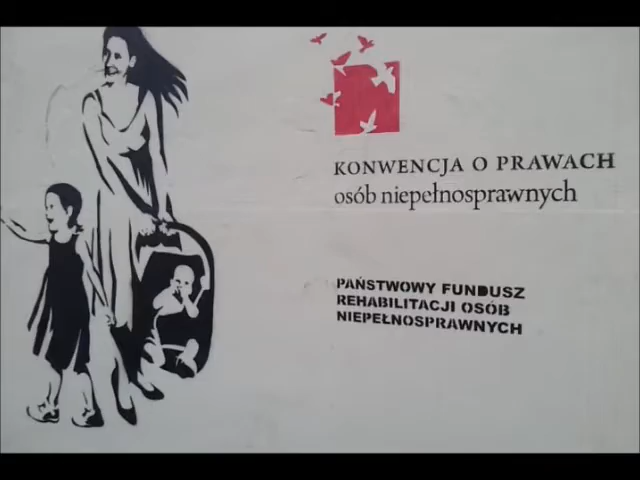 KONWENCJA O PRAWACH
osób niepełnosprawnych
PAŃSTWOWY FUNDUSZ
REHABILITACJI OSÓB
NIEPEŁNOSPRAWNYCH